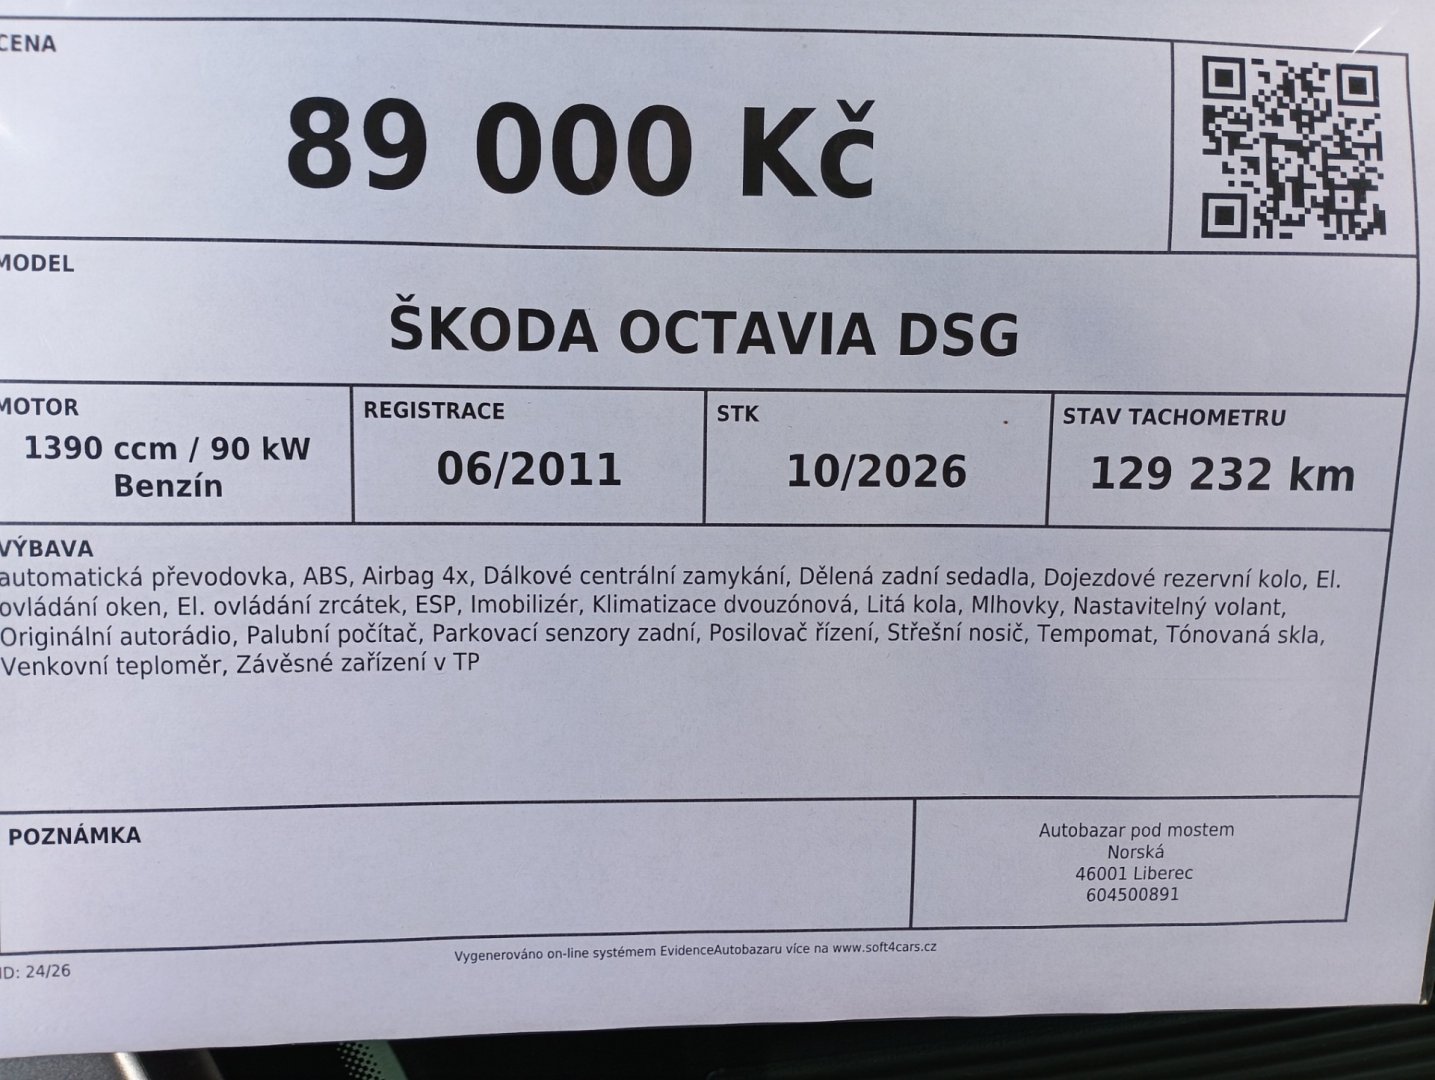 CENA
89 000 Kč
MODEL
ŠKODA OCTAVIA DSG
MOTOR
1390 ccm / 90 kW
Benzín
REGISTRACE
06/2011
STK
10/2026
STAV TACHOMETRU
129 232 km
VÝBAVA
automatická převodovka, ABS, Airbag 4x, Dálkové centrální zamykání, Dělená zadní sedadla, Dojezdové rezervní kolo, El.
ovládání oken, El. ovládání zrcátek, ESP, Imobilizér, Klimatizace dvouzónová, Litá kola, Mlhovky, Nastavitelný volant,
Originální autorádio, Palubní počítač, Parkovací senzory zadní, Posilovač řízení, Střešní nosič, Tempomat, Tónovaná skla,
Venkovní teploměr, Závěsné zařízení v TP
POZNÁMKA
Autobazar pod mostem
Norská
46001 Liberec
604500891
Vygenerováno on-line systémem EvidenceAutobazaru více na www.soft4cars.cz
ID: 24/26